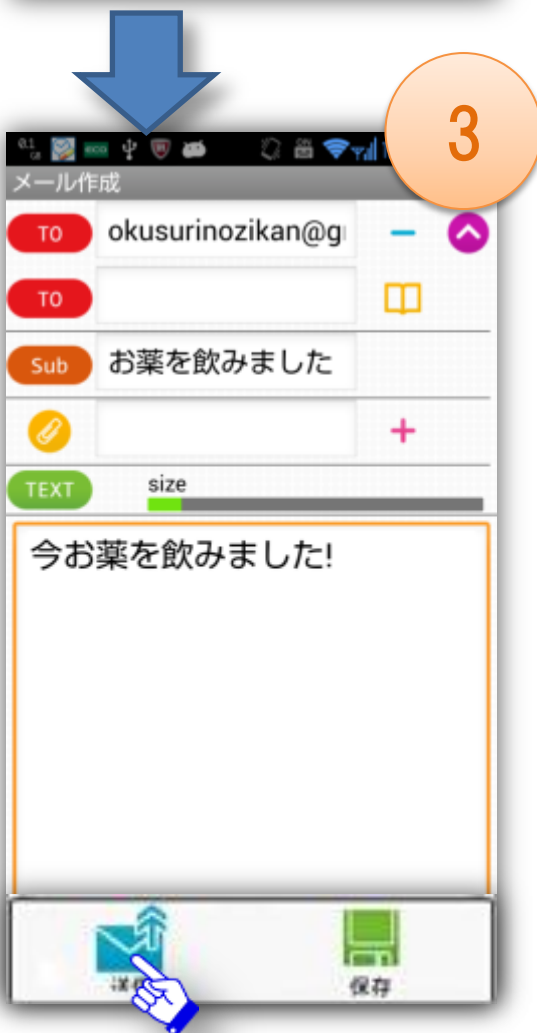 3
メール作成
TO okusurinozikan@g
TO
Sub お薬を飲みました
TEXT size
今お薬を飲みました!
保存